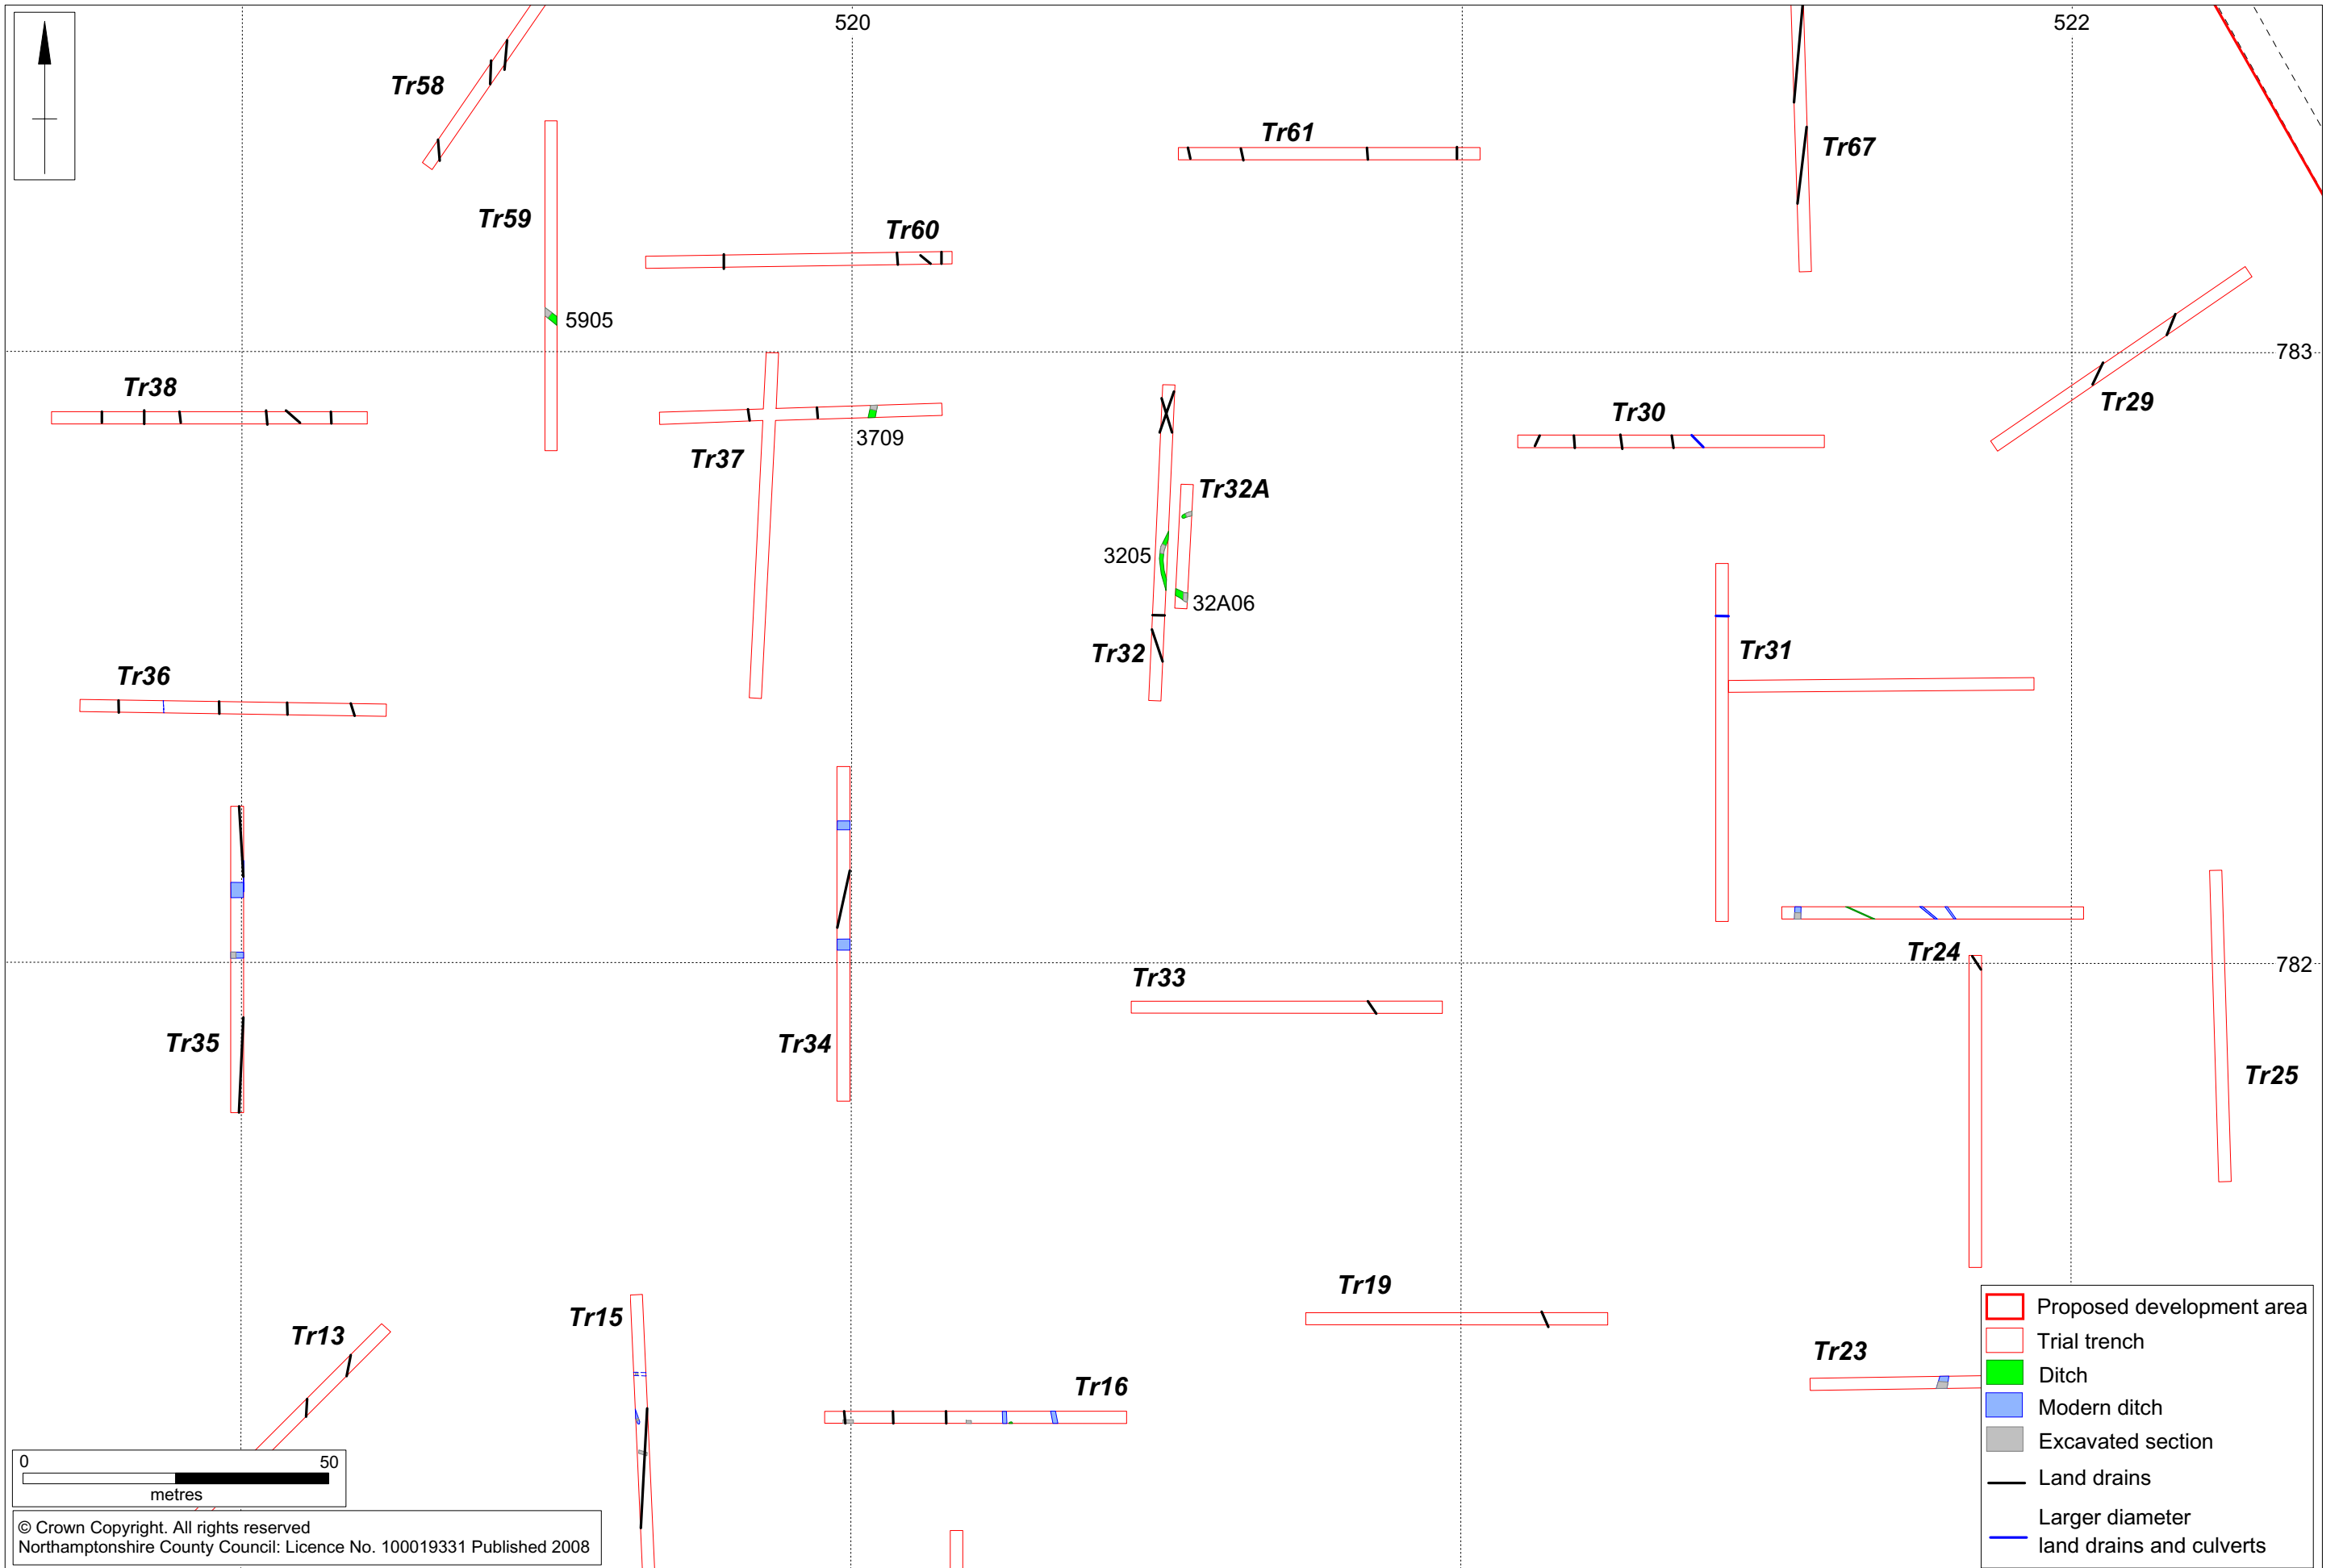 520
522
Tr58
Tr61
Tr67
Tr59
Tr60
5905
783
Tr38
Tr29
Tr30
3709
Tr37
Tr32A
3205
32A06
Tr32
Tr31
Tr36
Tr24
782
Tr33
Tr35
Tr34
Tr25
Tr19
Tr15
Tr13
Tr23
Tr16
Proposed development area
Trial trench
Ditch
Modern ditch
Excavated section
Land drains
Larger diameter
land drains and culverts
0 50
metres
© Crown Copyright. All rights reserved
Northamptonshire County Council: Licence No. 100019331 Published 2008